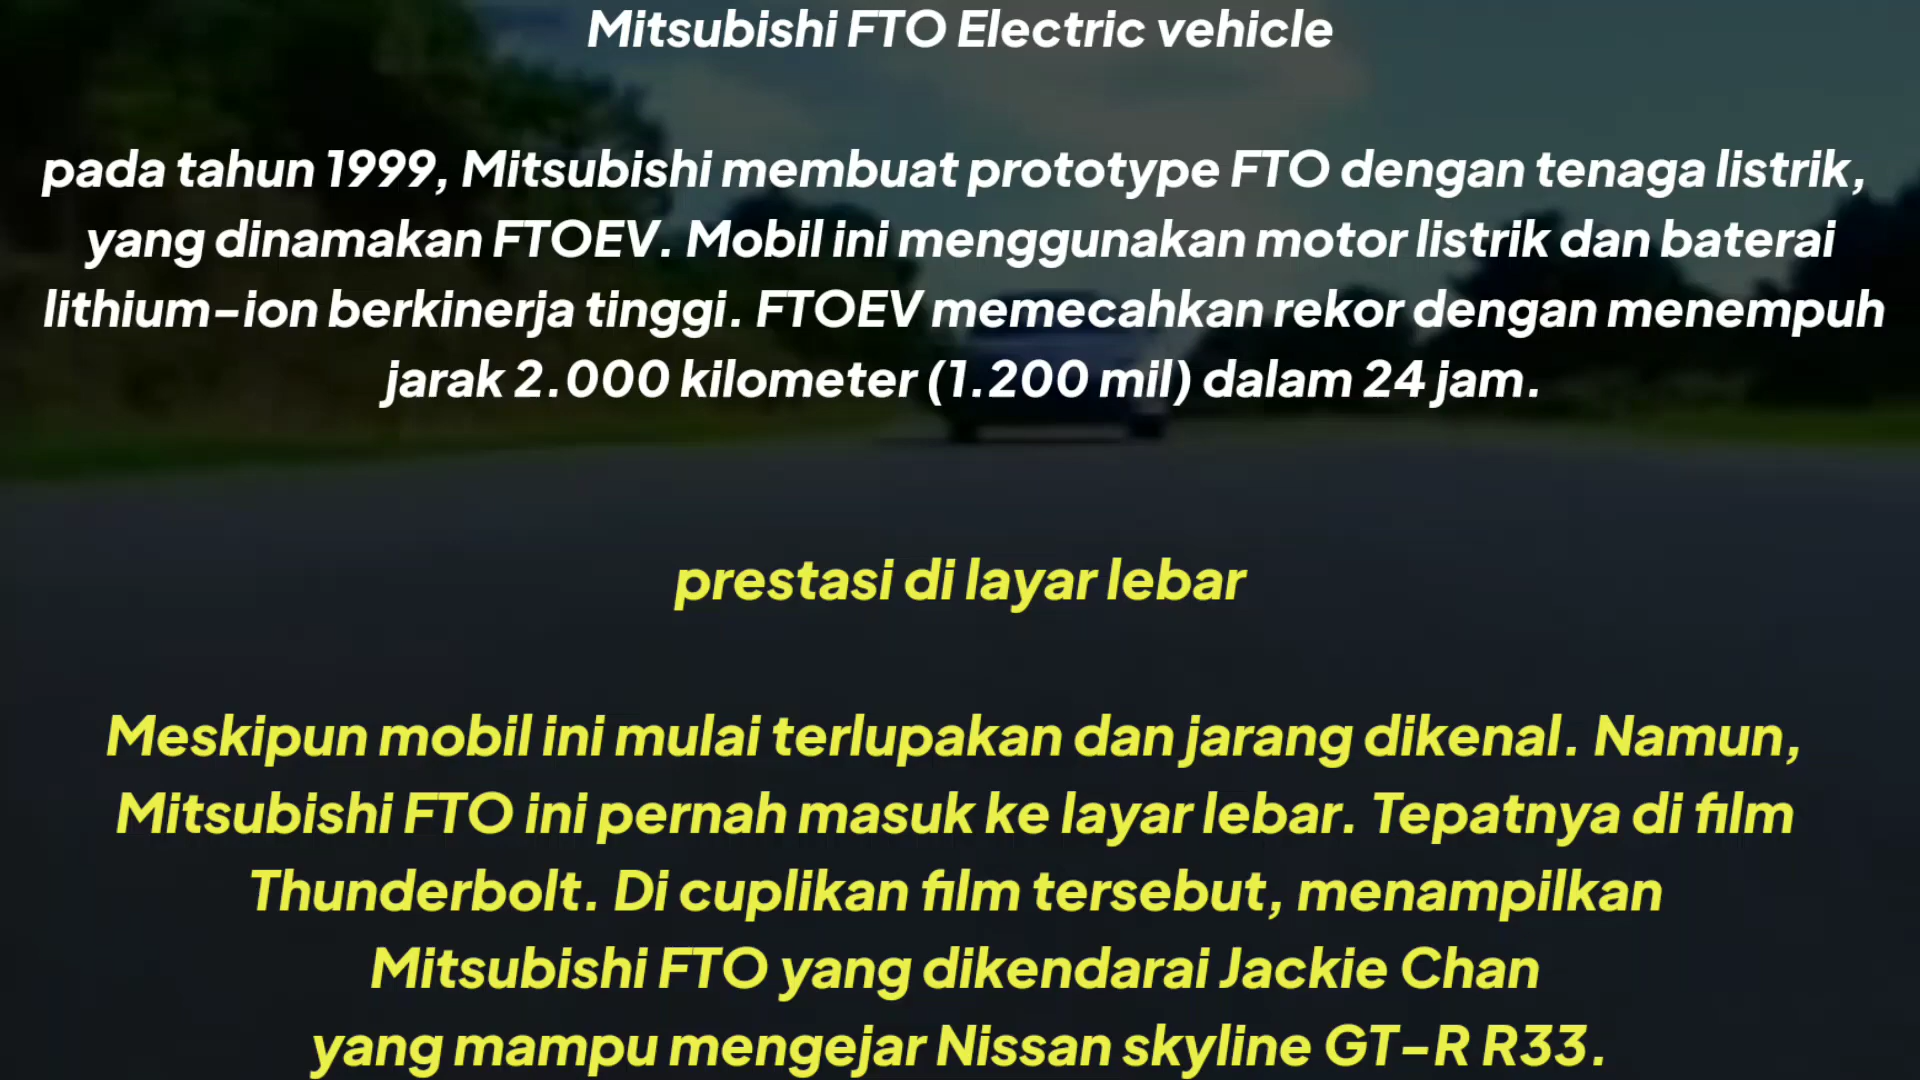 Mitsubishi FTO Electric vehicle
pada tahun 1999, Mitsubishi membuat prototype FTO dengan tenaga listrik,
yang dinamakan FTOEV. Mobil ini menggunakan motor listrik dan baterai
lithium-ion berkinerja tinggi. FTOEV memecahkan rekor dengan menempuh
jarak 2.000 kilometer (1.200 mil) dalam 24 jam.
prestasi di layar lebar
Meskipun mobil ini mulai terlupakan dan jarang dikenal. Namun,
Mitsubishi FTO ini pernah masuk ke layar lebar. Tepatnya di film
Thunderbolt. Di cuplikan film tersebut, menampilkan
Mitsubishi FTO yang dikendarai Jackie Chan
yang mampu mengejar Nissan skyline GT-R R33.